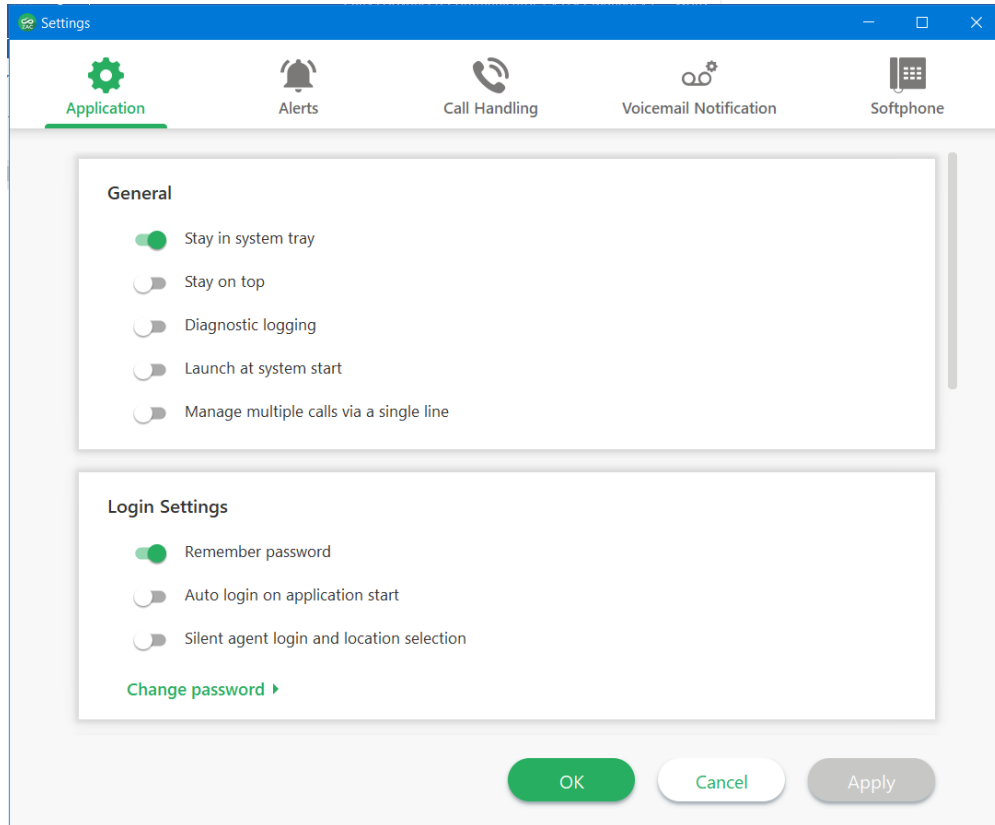 GO
ZAC
Settings
Application
Alerts
Call Handling
Voicemail Notification
Softphone
General
Stay in system tray
Stay on top
Diagnostic logging
Launch at system start
Manage multiple calls via a single line
Login Settings
Remember password
Auto login on application start
Silent agent login and location selection
Change password
OK
Cancel
Apply